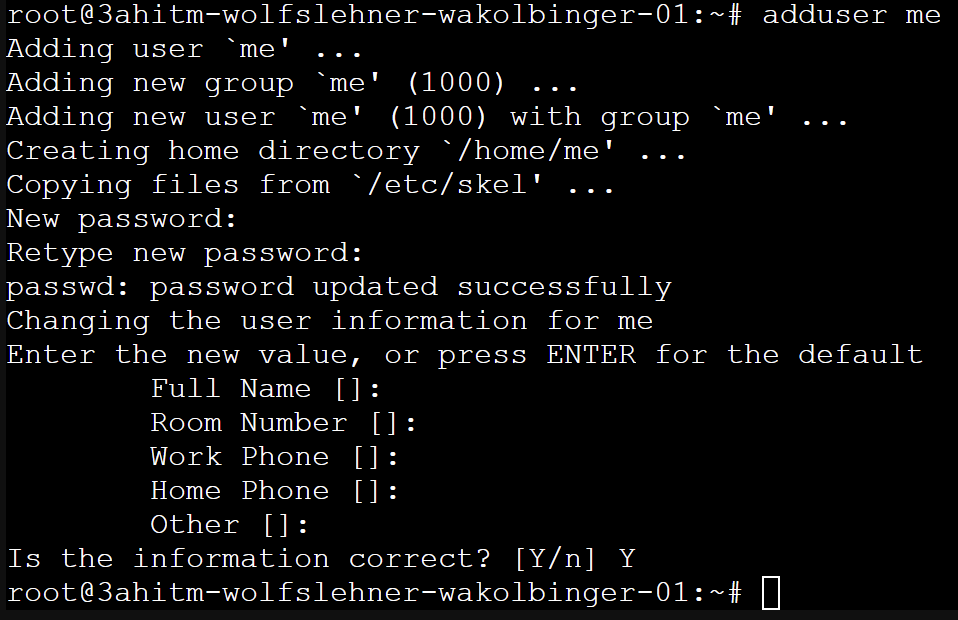 root@3ahitm-wolfslehner-wakolbinger-01:~# adduser me
Adding user `me' ...
Adding new group `me' (1000) ...
Adding new user `me' (1000) with group `me' ...
Creating home directory `/home/me' ...
Copying files from `/etc/skel' ...
New password:
Retype new password:
passwd: password updated successfully
Changing the user information for me
Enter the new value, or press ENTER for the default
        Full Name []:
        Room Number []:
        Work Phone []:
        Home Phone []:
        Other []:
Is the information correct? [Y/n] Y
root@3ahitm-wolfslehner-wakolbinger-01:~#